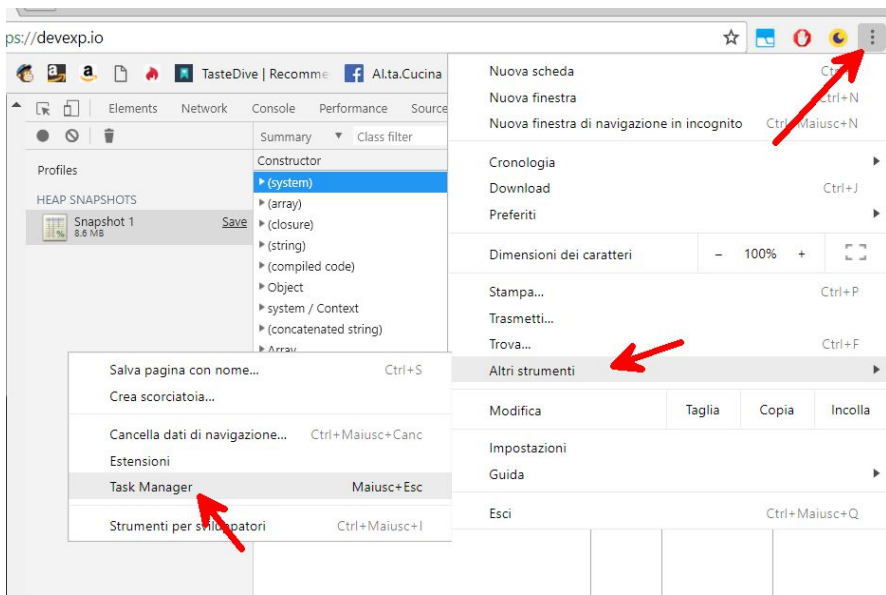 ps://devexp.io
TasteDive | Recomme Al.ta.Cucina
Elements Network Console Performance Source
Summary ▼ Class filter
Profiles
HEAP SNAPSHOTS
Snapshot 1 Save
8.6 MB
Constructor
(system)
(array)
(closure)
(string)
(compiled code)
Object
system / Context
(concatenated string)
Array
Nuova scheda
Nuova finestra Ctrl+N
Nuova finestra di navigazione in incognito Ctrl+Maiusc+N
Cronologia
Download Ctrl+J
Preferiti
Dimensioni dei caratteri - 100% +
Stampa... Ctrl+P
Trasmetti...
Trova... Ctrl+F
Altri strumenti
Modifica Taglia Copia Incolla
Impostazioni
Guida
Esci Ctrl+Maiusc+Q
Salva pagina con nome... Ctrl+S
Crea scorciatoia...
Cancella dati di navigazione... Ctrl+Maiusc+Canc
Estensioni
Task Manager Maiusc+Esc
Strumenti per sviluppatori Ctrl+Maiusc+I